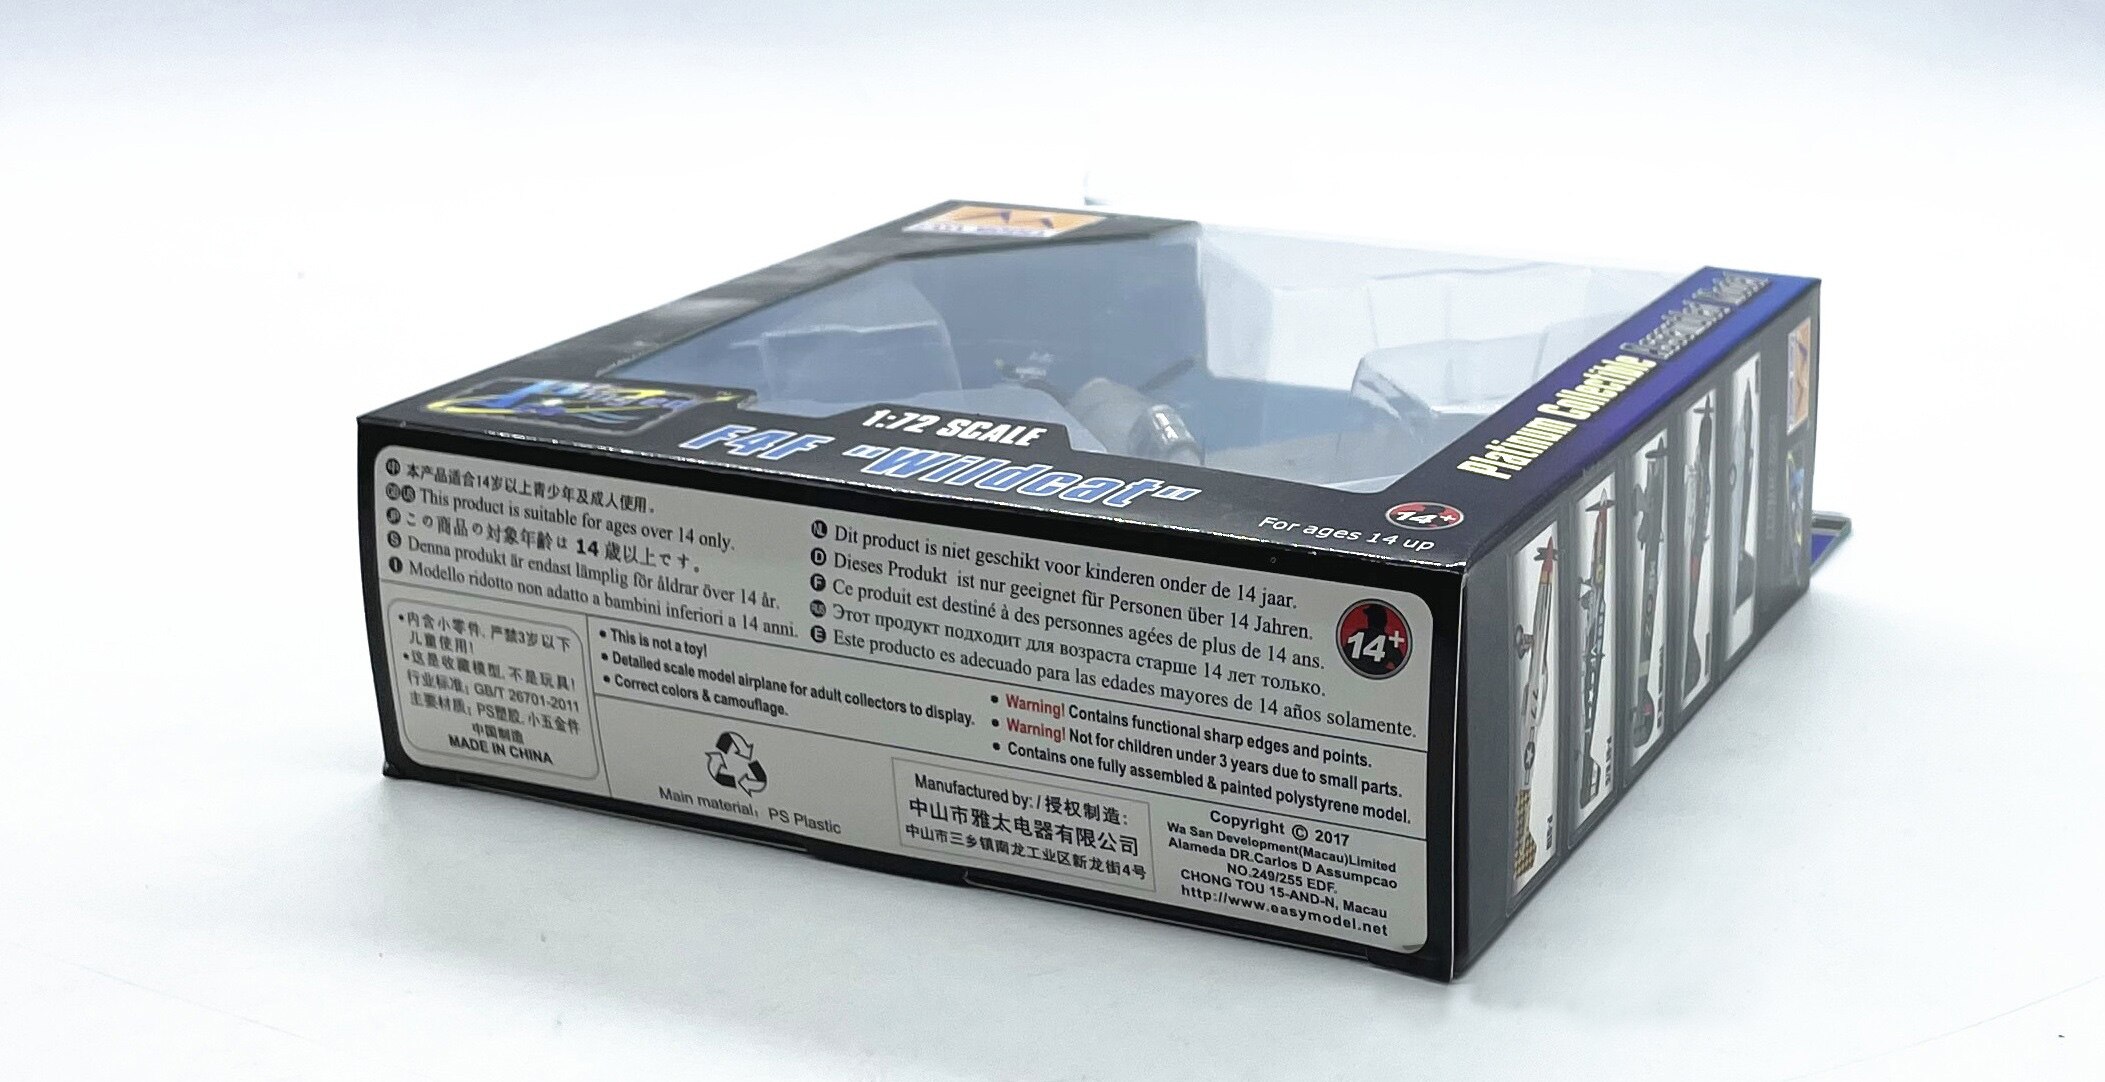 Platinum Collectible Assembled Model
1:72 SCALE
F4F "Wildcat"
For ages 14 up
14+
中 本产品适合14岁以上青少年及成人使用。
GB US This product is suitable for ages over 14 only.
JP この商品の対象年齢は 14 歳以上です。
S Denna produkt är endast lämplig för åldrar över 14 år.
I Modello ridotto non adatto a bambini inferiori a 14 anni.
NL Dit product is niet geschikt voor kinderen onder de 14 jaar.
D Dieses Produkt ist nur geeignet für Personen über 14 Jahren.
F Ce produit est destiné à des personnes agées de plus de 14 ans.
RUS Этот продукт подходит для возраста старше 14 лет только.
E Este producto es adecuado para las edades mayores de 14 años solamente.
14+
•内含小零件, 严禁3岁以下
儿童使用!
•这是收藏模型, 不是玩具!
行业标准: GB/T 26701-2011
主要材质: PS塑胶, 小五金件
中国制造
MADE IN CHINA
• This is not a toy!
• Detailed scale model airplane for adult collectors to display.
• Correct colors & camouflage.
• Warning! Contains functional sharp edges and points.
• Warning! Not for children under 3 years due to small parts.
• Contains one fully assembled & painted polystyrene model.
Main material: PS Plastic
Manufactured by: / 授权制造:
中山市雅太电器有限公司
中山市三乡镇南龙工业区新龙街4号
Copyright © 2017
Wa San Development(Macau)Limited
Alameda DR.Carlos D Assumpcao
NO.249/255 EDF.
CHONG TOU 15-AND-N, Macau
http://www.easymodel.net